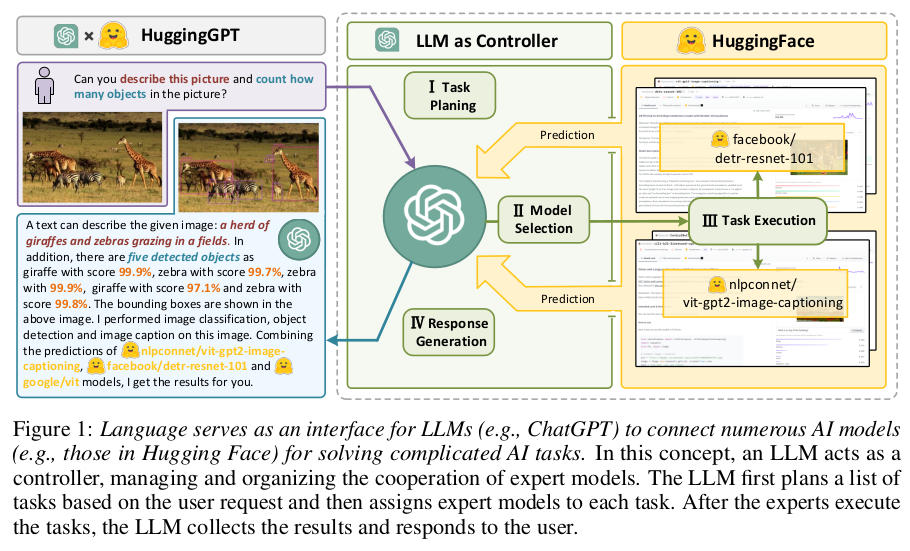 × HuggingGPT
LLM as Controller
HuggingFace
Can you describe this picture and count how
many objects in the picture?
A text can describe the given image: a herd of
giraffes and zebras grazing in a fields. In
addition, there are five detected objects as
giraffe with score 99.9%, zebra with score 99.7%, zebra
with 99.9%, giraffe with score 97.1% and zebra with
score 99.8%. The bounding boxes are shown in the
above image. I performed image classification, object
detection and image caption on this image. Combining
the predictions of nlpconnet/vit-gpt2-image-
captioning, facebook/detr-resnet-101 and
google/vit models, I get the results for you.
I Task
Planing
Prediction
II Model
Selection
Prediction
IV Response
Generation
facebook/
detr-resnet-101
III Task Execution
nlpconnet/
vit-gpt2-image-captioning
Figure 1: Language serves as an interface for LLMs (e.g., ChatGPT) to connect numerous AI models
(e.g., those in Hugging Face) for solving complicated AI tasks. In this concept, an LLM acts as a
controller, managing and organizing the cooperation of expert models. The LLM first plans a list of
tasks based on the user request and then assigns expert models to each task. After the experts execute
the tasks, the LLM collects the results and responds to the user.